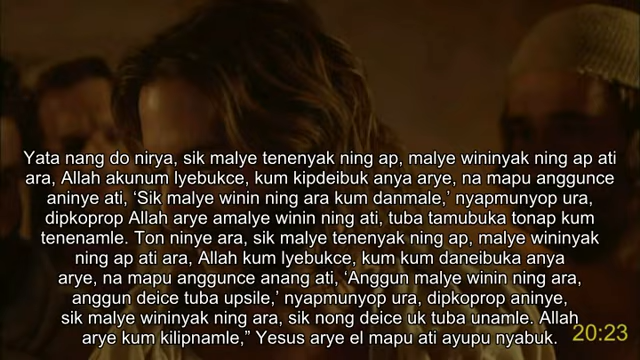 Yata nang do nirya, sik malye tenenyak ning ap, malye wininyak ning ap ati
ara, Allah akunum lyebukce, kum kipdeibuk anya arye, na mapu anggunce
aninye ati, ‘Sik malye winin ning ara kum danmale,’ nyapmunyop ura,
dipkoprop Allah arye amalye winin ning ati, tuba tamubuka tonap kum
tenename. Ton ninye ara, sik malye tenenyak ning ap, malye wininyak
ning ap ati ara, Allah kum lyebukce, kum kum daneibuka anya
arye, na mapu anggunce anang ati, ‘Anggun malye winin ning ara,
anggun deice tuba upsile,’ nyapmunyop ura, dipkoprop aninye,
sik malye wininyak ning ara, sik nong deice uk tuba unamle. Allah
arye kum kilipnamle,” Yesus arye el mapu ati ayupu nyabuk.
20:23